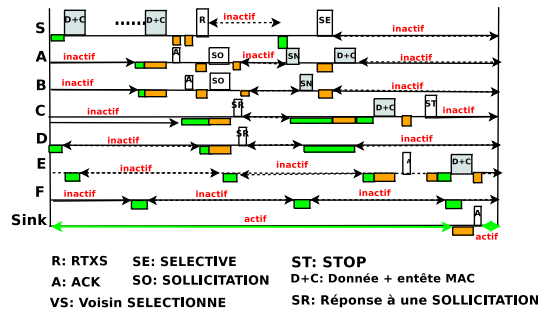 S D+C ........ D+C R inactif SE inactif
A inactif A SO inactif SN D+C inactif
B inactif A SO inactif SN inactif
C inactif SR inactif D+C ST inactif
D inactif SR inactif inactif
E inactif inactif A D+C
F inactif inactif inactif
Sink actif A actif
R: RTXS SE: SELECTIVE ST: STOP
A: ACK SO: SOLLICITATION D+C: Donnée + entête MAC
VS: Voisin SELECTIONNE SR: Réponse à une SOLLICITATION